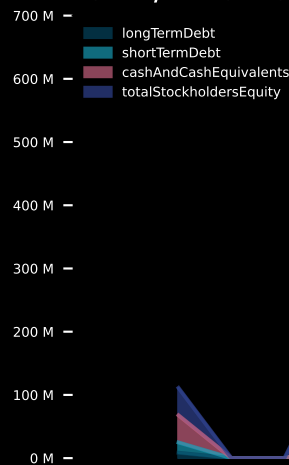 700 M
longTermDebt
shortTermDebt
600 M
cashAndCashEquivalents
totalStockholdersEquity
500 M
400 M
300 M
200 M
100 M
0 M